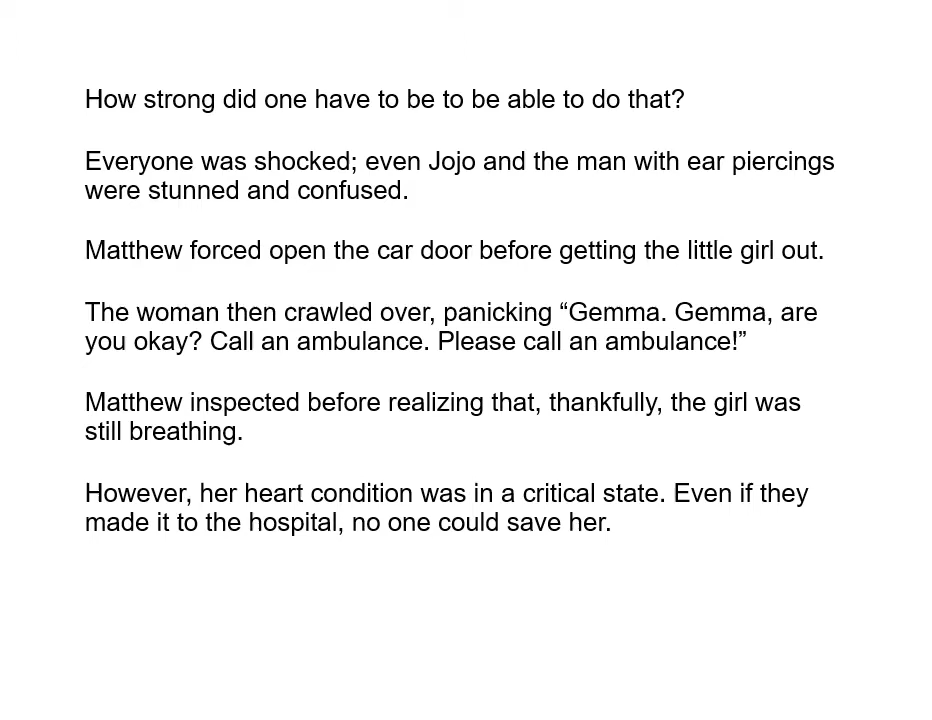 How strong did one have to be to be able to do that?
Everyone was shocked; even Jojo and the man with ear piercings
were stunned and confused.
Matthew forced open the car door before getting the little girl out.
The woman then crawled over, panicking “Gemma. Gemma, are
you okay? Call an ambulance. Please call an ambulance!”
Matthew inspected before realizing that, thankfully, the girl was
still breathing.
However, her heart condition was in a critical state. Even if they
made it to the hospital, no one could save her.